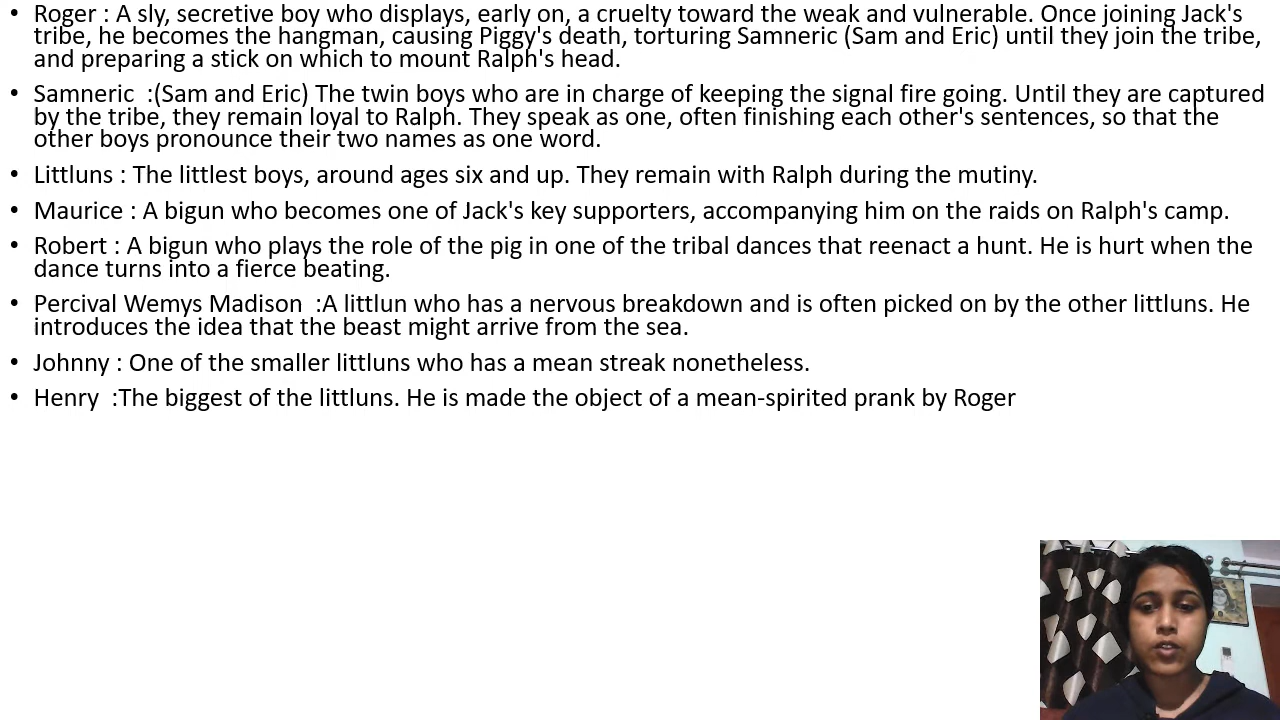 • Roger : A sly, secretive boy who displays, early on, a cruelty toward the weak and vulnerable. Once joining Jack's
tribe, he becomes the hangman, causing Piggy's death, torturing Samneric (Sam and Eric) until they join the tribe,
and preparing a stick on which to mount Ralph's head.
• Samneric  :(Sam and Eric) The twin boys who are in charge of keeping the signal fire going. Until they are captured
by the tribe, they remain loyal to Ralph. They speak as one, often finishing each other's sentences, so that the
other boys pronounce their two names as one word.
• Littluns : The littlest boys, around ages six and up. They remain with Ralph during the mutiny.
• Maurice : A bigun who becomes one of Jack's key supporters, accompanying him on the raids on Ralph's camp.
• Robert : A bigun who plays the role of the pig in one of the tribal dances that reenact a hunt. He is hurt when the
dance turns into a fierce beating.
• Percival Wemys Madison  :A littlun who has a nervous breakdown and is often picked on by the other littluns. He
introduces the idea that the beast might arrive from the sea.
• Johnny : One of the smaller littluns who has a mean streak nonetheless.
• Henry  :The biggest of the littluns. He is made the object of a mean-spirited prank by Roger